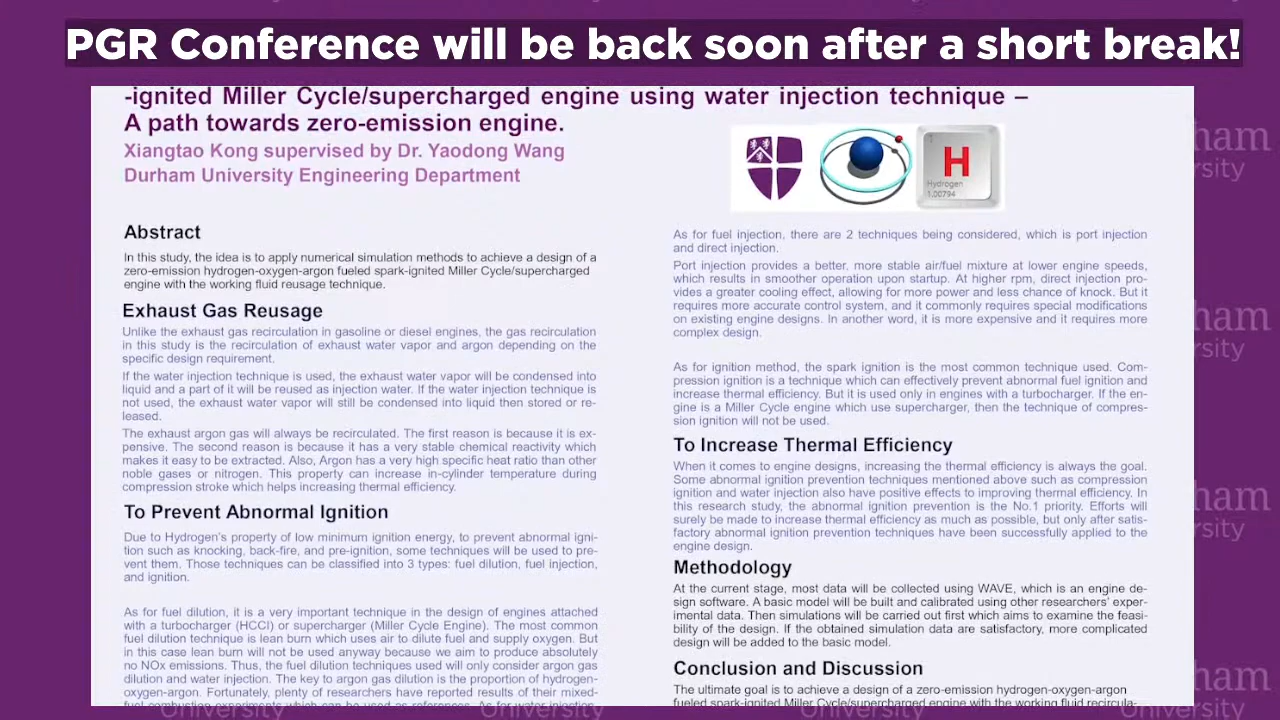 PGR Conference will be back soon after a short break!
-ignited Miller Cycle/supercharged engine using water injection technique –
A path towards zero-emission engine.
Xiangtao Kong supervised by Dr. Yaodong Wang
Durham University Engineering Department
H
Hydrogen
1.00794
Abstract
In this study, the idea is to apply numerical simulation methods to achieve a design of a
zero-emission hydrogen-oxygen-argon fueled spark-ignited Miller Cycle/supercharged
engine with the working fluid reusage technique.
Exhaust Gas Reusage
Unlike the exhaust gas recirculation in gasoline or diesel engines, the gas recirculation
in this study is the recirculation of exhaust water vapor and argon depending on the
specific design requirement.
If the water injection technique is used, the exhaust water vapor will be condensed into
liquid and a part of it will be reused as injection water. If the water injection technique is
not used, the exhaust water vapor will still be condensed into liquid then stored or re-
leased.
The exhaust argon gas will always be recirculated. The first reason is because it is ex-
pensive. The second reason is because it has a very stable chemical reactivity which
makes it easy to be extracted. Also, Argon has a very high specific heat ratio than other
noble gases or nitrogen. This property can increase in-cylinder temperature during
compression stroke which helps increasing thermal efficiency.
To Prevent Abnormal Ignition
Due to Hydrogen's property of low minimum ignition energy, to prevent abnormal igni-
tion such as knocking, back-fire, and pre-ignition, some techniques will be used to pre-
vent them. Those techniques can be classified into 3 types: fuel dilution, fuel injection,
and ignition.
As for fuel dilution, it is a very important technique in the design of engines attached
with a turbocharger (HCCI) or supercharger (Miller Cycle Engine). The most common
fuel dilution technique is lean burn which uses air to dilute fuel and supply oxygen. But
in this case lean burn will not be used anyway because we aim to produce absolutely
no NOx emissions. Thus, the fuel dilution techniques used will only consider argon gas
dilution and water injection. The key to argon gas dilution is the proportion of hydrogen-
oxygen-argon. Fortunately, plenty of researchers have reported results of their mixed-
fuel combustion experiments which can be used as references. As for water injection,
As for fuel injection, there are 2 techniques being considered, which is port injection
and direct injection.
Port injection provides a better, more stable air/fuel mixture at lower engine speeds,
which results in smoother operation upon startup. At higher rpm, direct injection pro-
vides a greater cooling effect, allowing for more power and less chance of knock. But it
requires more accurate control system, and it commonly requires special modifications
on existing engine designs. In another word, it is more expensive and it requires more
complex design.
As for ignition method, the spark ignition is the most common technique used. Com-
pression ignition is a technique which can effectively prevent abnormal fuel ignition and
increase thermal efficiency. But it is used only in engines with a turbocharger. If the en-
gine is a Miller Cycle engine which use supercharger, then the technique of compres-
sion ignition will not be used.
To Increase Thermal Efficiency
When it comes to engine designs, increasing the thermal efficiency is always the goal.
Some abnormal ignition prevention techniques mentioned above such as compression
ignition and water injection also have positive effects to improving thermal efficiency. In
this research study, the abnormal ignition prevention is the No.1 priority. Efforts will
surely be made to increase thermal efficiency as much as possible, but only after satis-
factory abnormal ignition prevention techniques have been successfully applied to the
engine design.
Methodology
At the current stage, most data will be collected using WAVE, which is an engine de-
sign software. A basic model will be built and calibrated using other researchers' exper-
imental data. Then simulations will be carried out first which aims to examine the feasi-
bility of the design. If the obtained simulation data are satisfactory, more complicated
design will be added to the basic model.
Conclusion and Discussion
The ultimate goal is to achieve a design of a zero-emission hydrogen-oxygen-argon
fueled spark-ignited Miller Cycle/supercharged engine with the working fluid recircula-